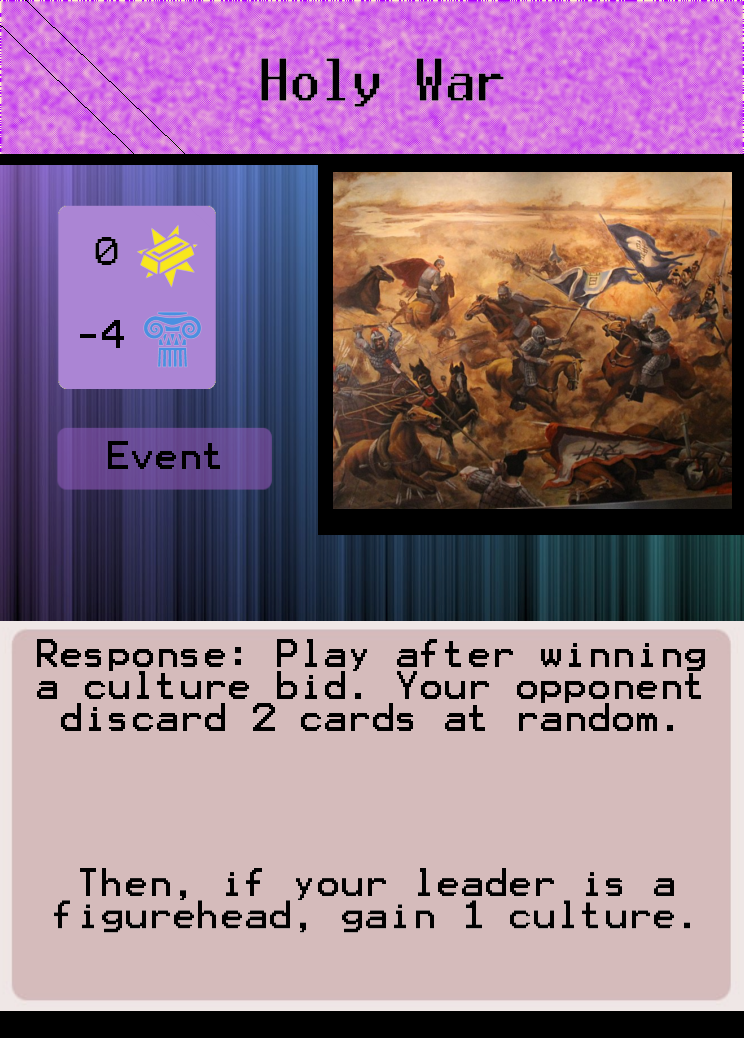 Holy War
0
-4
Event
Response: Play after winning
a culture bid. Your opponent
discard 2 cards at random.
Then, if your leader is a
figurehead, gain 1 culture.